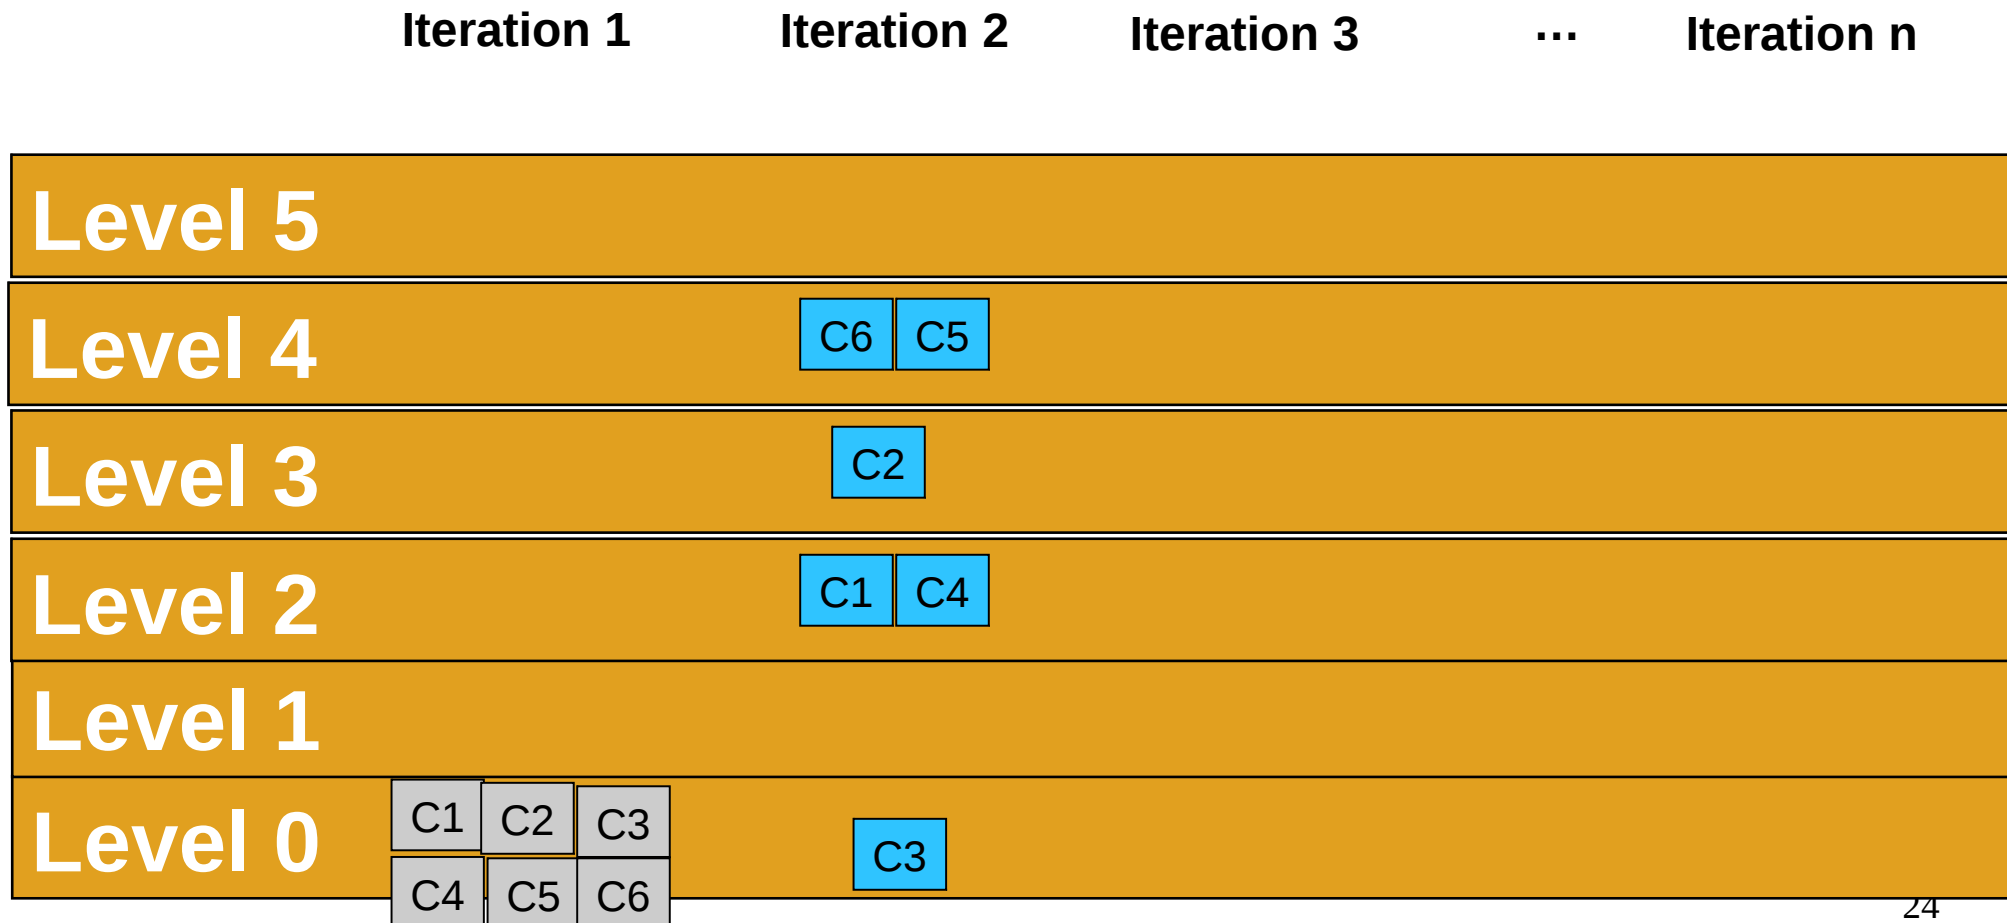 Iteration 1 Iteration 2 Iteration 3 ... Iteration n
Level 5
Level 4 C6 C5
Level 3 C2
Level 2 C1 C4
Level 1
Level 0 C1 C2 C3 C3
C4 C5 C6
24